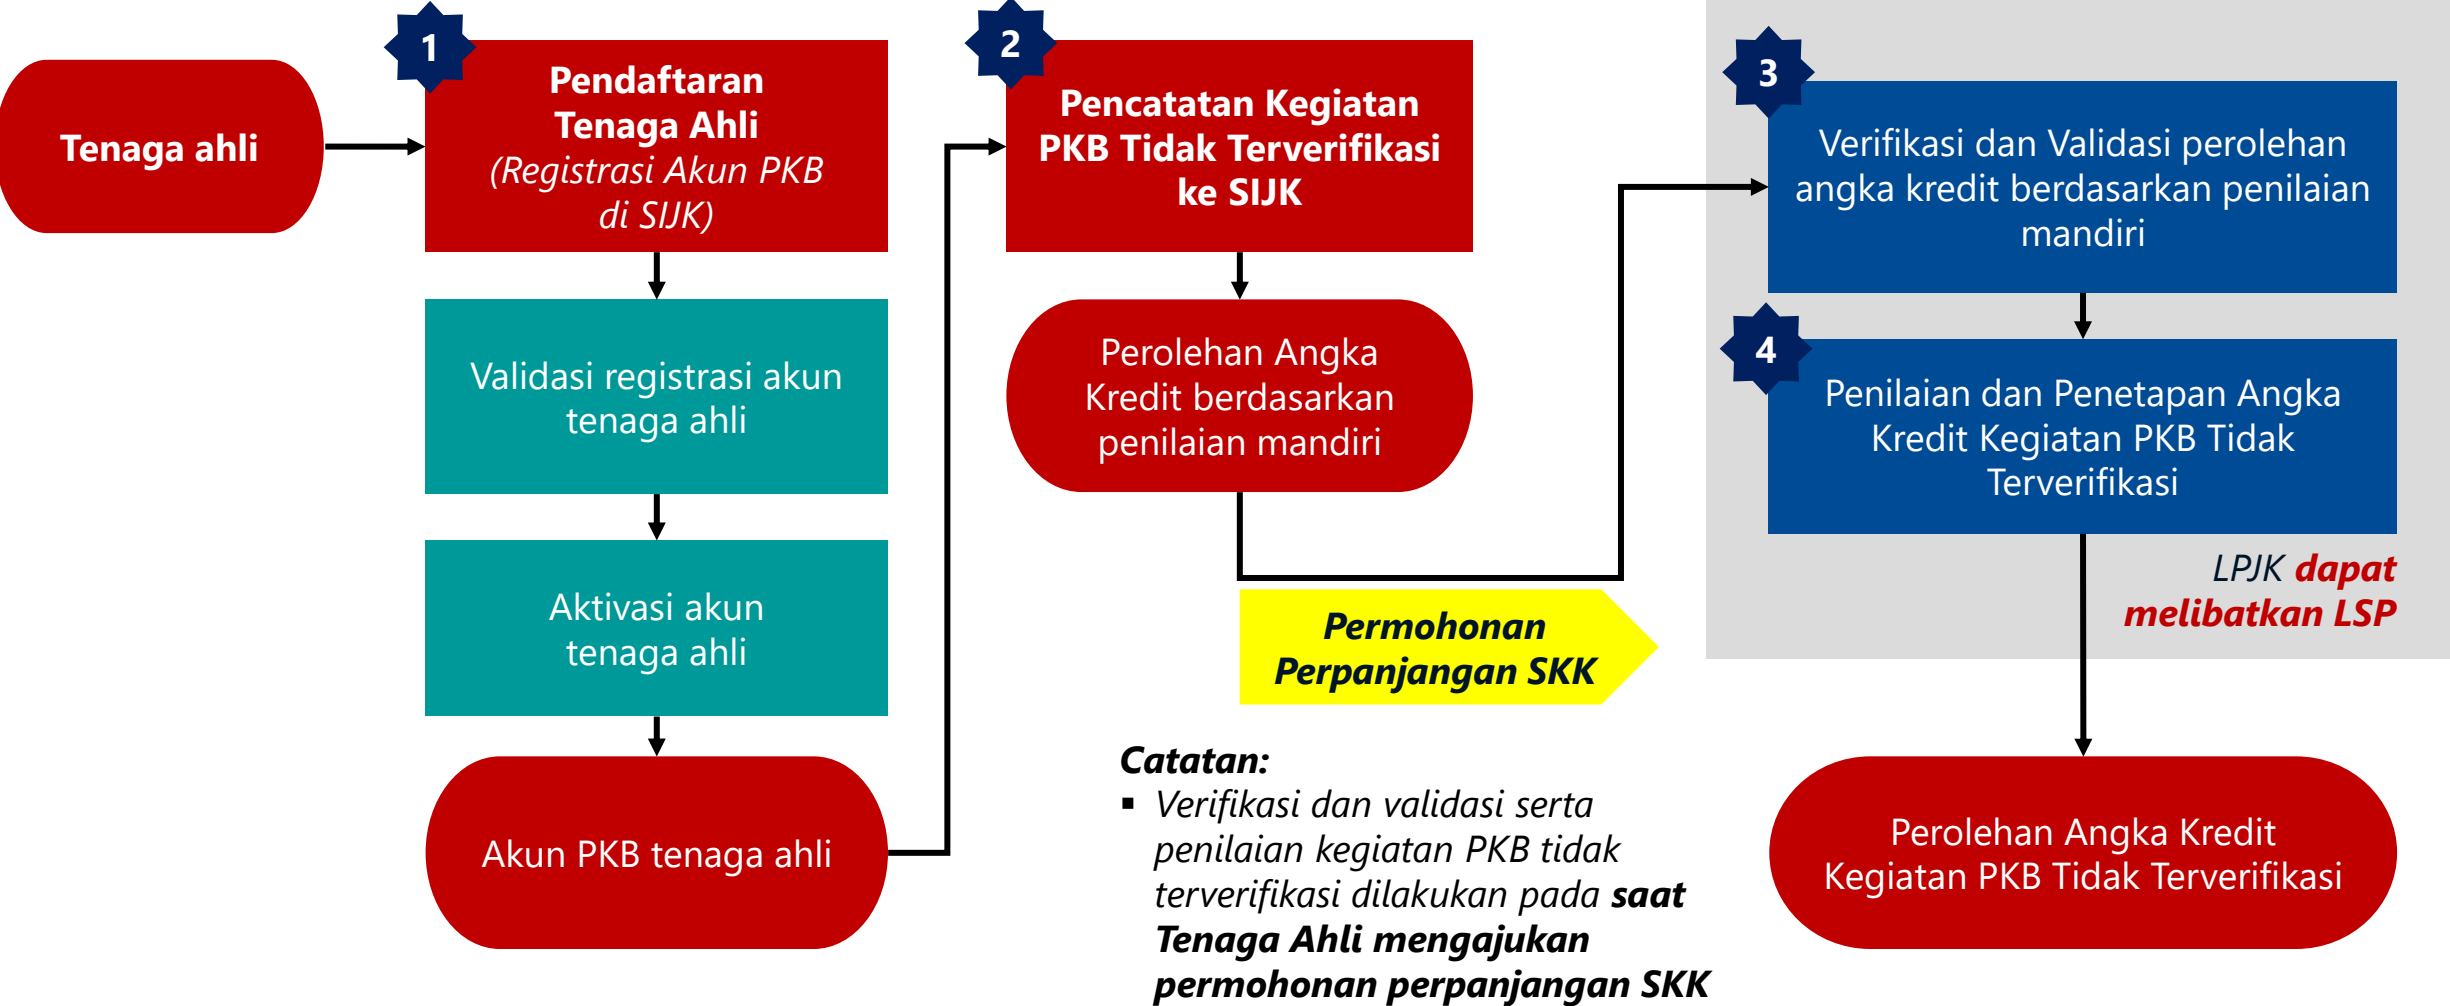 Tenaga ahli
1
Pendaftaran
Tenaga Ahli
(Registrasi Akun PKB
di SIJK)
Validasi registrasi akun
tenaga ahli
Aktivasi akun
tenaga ahli
Akun PKB tenaga ahli
2
Pencatatan Kegiatan
PKB Tidak Terverifikasi
ke SIJK
Perolehan Angka
Kredit berdasarkan
penilaian mandiri
Permohonan
Perpanjangan SKK
Catatan:
▪ Verifikasi dan validasi serta
penilaian kegiatan PKB tidak
terverifikasi dilakukan pada saat
Tenaga Ahli mengajukan
permohonan perpanjangan SKK
3
Verifikasi dan Validasi perolehan
angka kredit berdasarkan penilaian
mandiri
4
Penilaian dan Penetapan Angka
Kredit Kegiatan PKB Tidak
Terverifikasi
LPJK dapat
melibatkan LSP
Perolehan Angka Kredit
Kegiatan PKB Tidak Terverifikasi